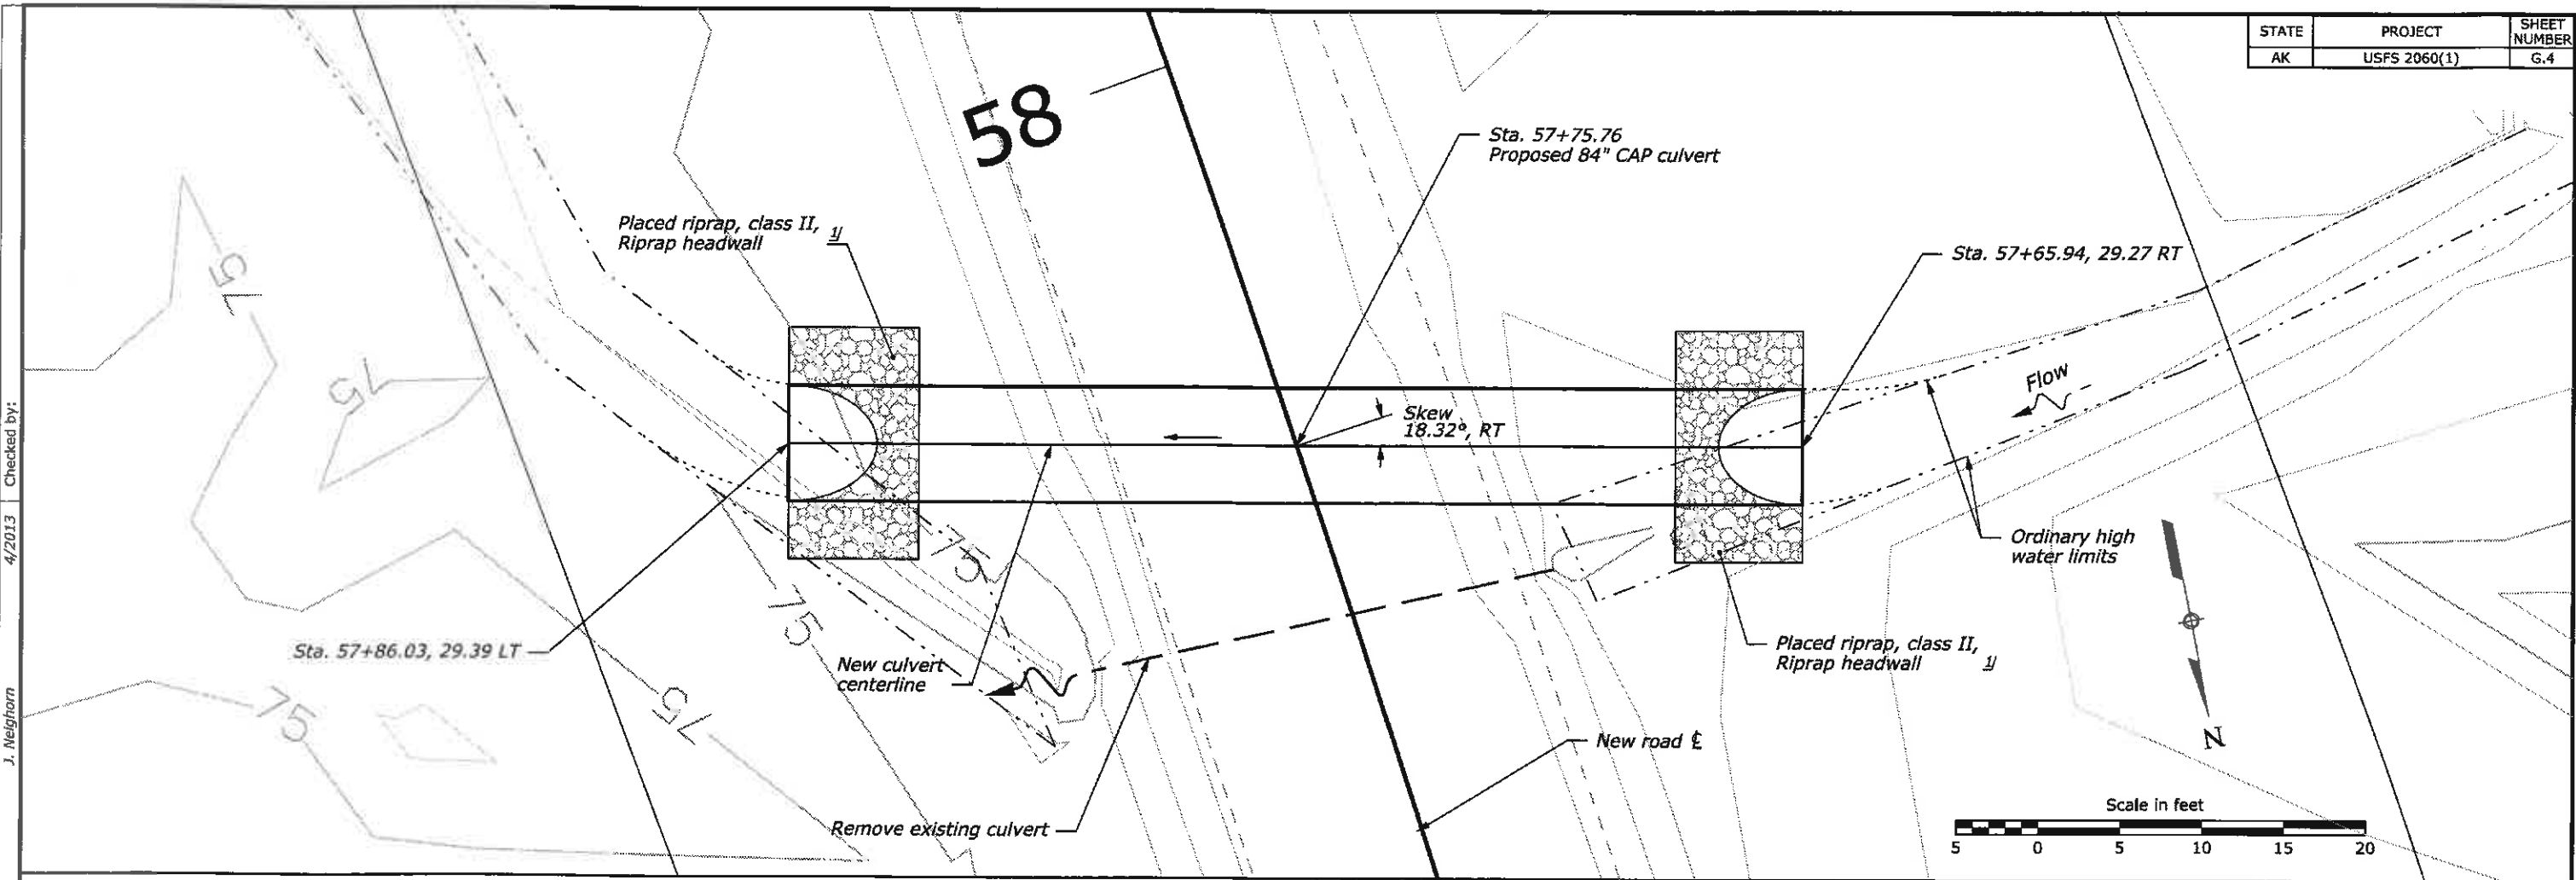 STATE PROJECT SHEET NUMBER
AK USFS 2060(1) G.4
58
Sta. 57+75.76
Proposed 84" CAP culvert
Placed riprap, class II,
Riprap headwall 1/
Sta. 57+65.94, 29.27 RT
75
75
Flow
Skew
18.32°, RT
Ordinary high
water limits
75
75
Sta. 57+86.03, 29.39 LT
New culvert
centerline
Placed riprap, class II,
Riprap headwall 1/
75
75
New road ℄
N
Remove existing culvert
Scale in feet
5 0 5 10 15 20
Checked by:
4/2013
J. Neighorn